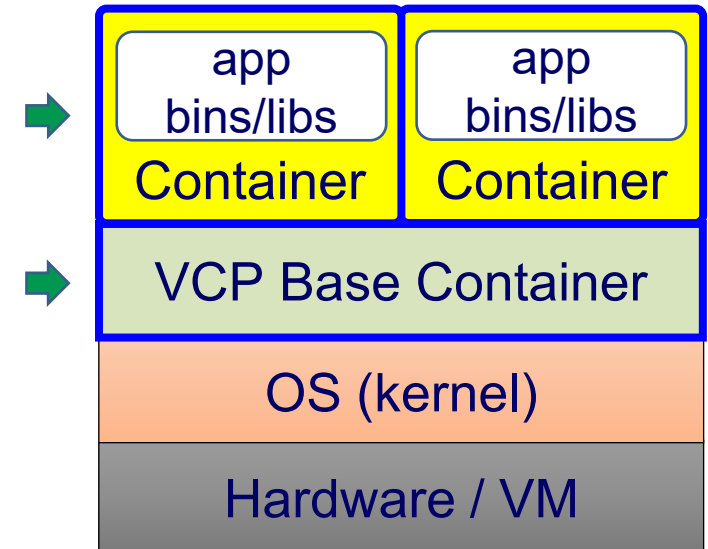 app
bins/libs
Container
app
bins/libs
Container
VCP Base Container
OS (kernel)
Hardware / VM